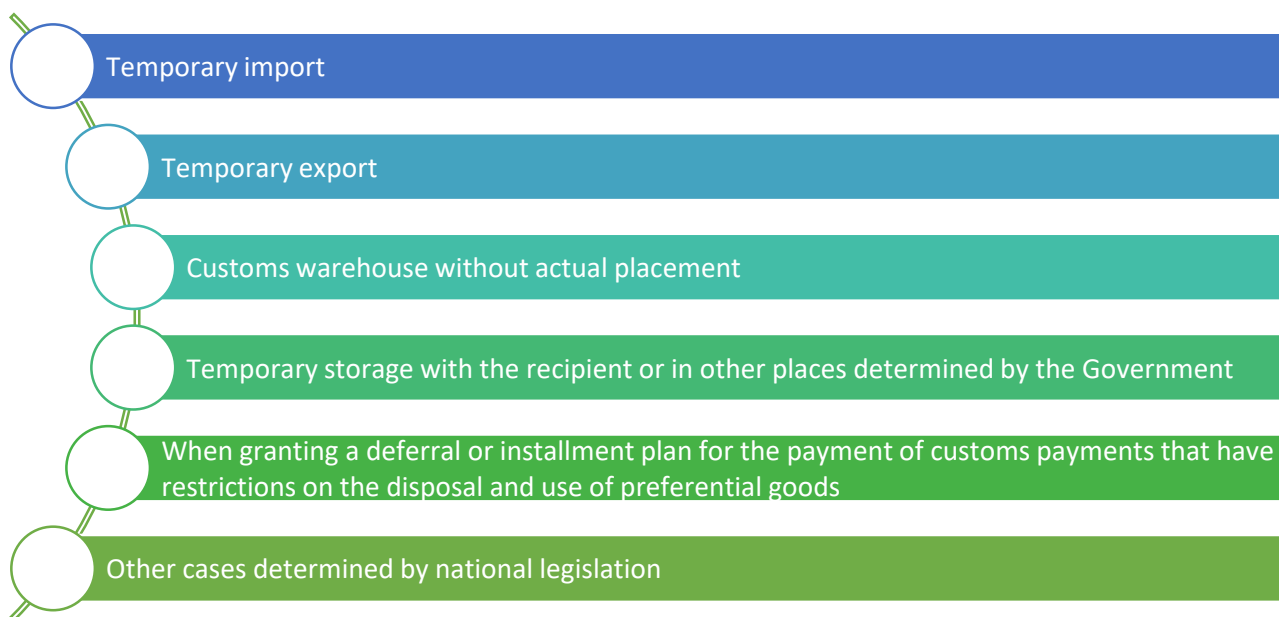 Temporary import
Temporary export
Customs warehouse without actual placement
Temporary storage with the recipient or in other places determined by the Government
When granting a deferral or installment plan for the payment of customs payments that have
restrictions on the disposal and use of preferential goods
Other cases determined by national legislation